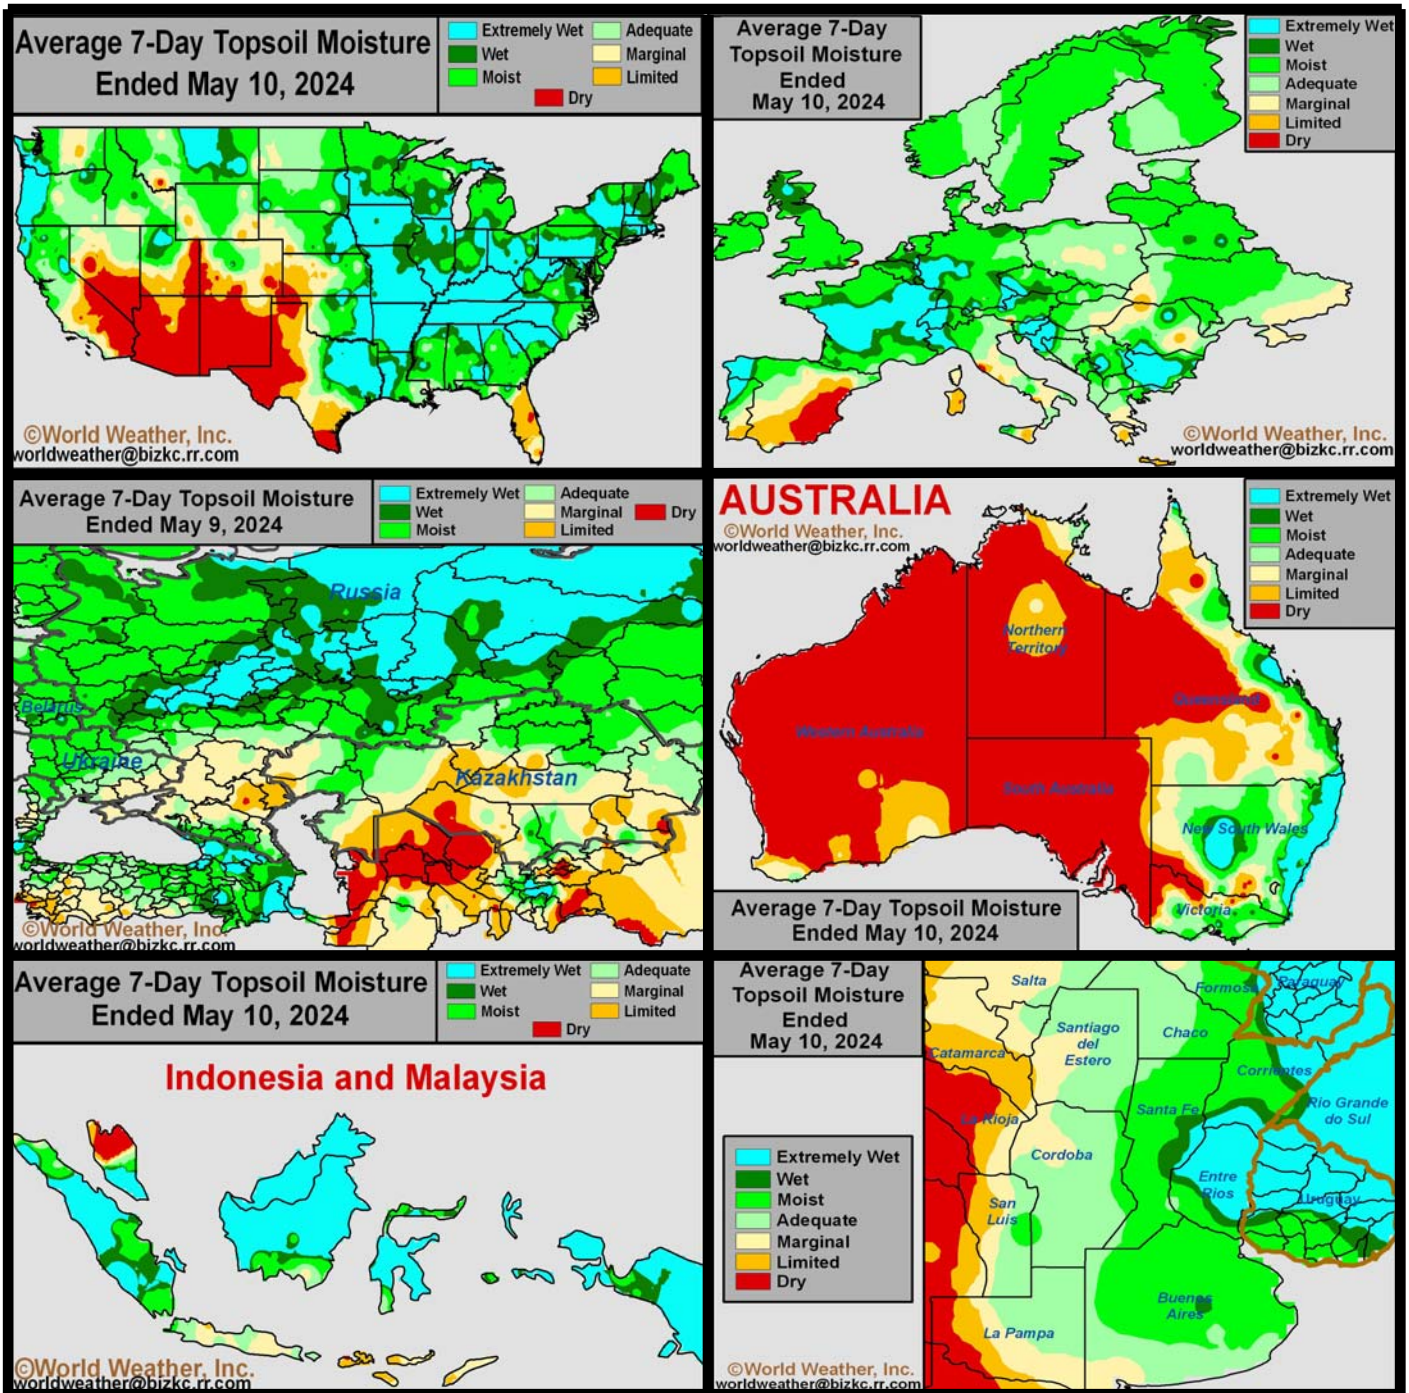 Average 7-Day Topsoil Moisture
Ended May 10, 2024
Extremely Wet
Wet
Moist
Adequate
Marginal
Limited
Dry
©World Weather, Inc.
worldweather@bizkc.rr.com
Average 7-Day
Topsoil Moisture
Ended
May 10, 2024
Extremely Wet
Wet
Moist
Adequate
Marginal
Limited
Dry
©World Weather, Inc.
worldweather@bizkc.rr.com
Average 7-Day Topsoil Moisture
Ended May 9, 2024
Extremely Wet
Wet
Moist
Adequate
Marginal
Limited
Dry
Russia
Belarus
Ukraine
Kazakhstan
©World Weather, Inc.
worldweather@bizkc.rr.com
AUSTRALIA
©World Weather, Inc.
worldweather@bizkc.rr.com
Extremely Wet
Wet
Moist
Adequate
Marginal
Limited
Dry
Northern
Territory
Queensland
Western Australia
South Australia
New South Wales
Victoria
Average 7-Day Topsoil Moisture
Ended May 10, 2024
Average 7-Day Topsoil Moisture
Ended May 10, 2024
Extremely Wet
Wet
Moist
Adequate
Marginal
Limited
Dry
Indonesia and Malaysia
©World Weather, Inc.
worldweather@bizkc.rr.com
Average 7-Day
Topsoil Moisture
Ended
May 10, 2024
Salta
Formosa
Paraguay
Santiago
del
Estero
Chaco
Catamarca
Corrientes
La Rioja
Santa Fe
Rio Grande
do Sul
Cordoba
Entre
Rios
Uruguay
San
Luis
Buenos
Aires
La Pampa
Extremely Wet
Wet
Moist
Adequate
Marginal
Limited
Dry
©World Weather, Inc.
worldweather@bizkc.rr.com